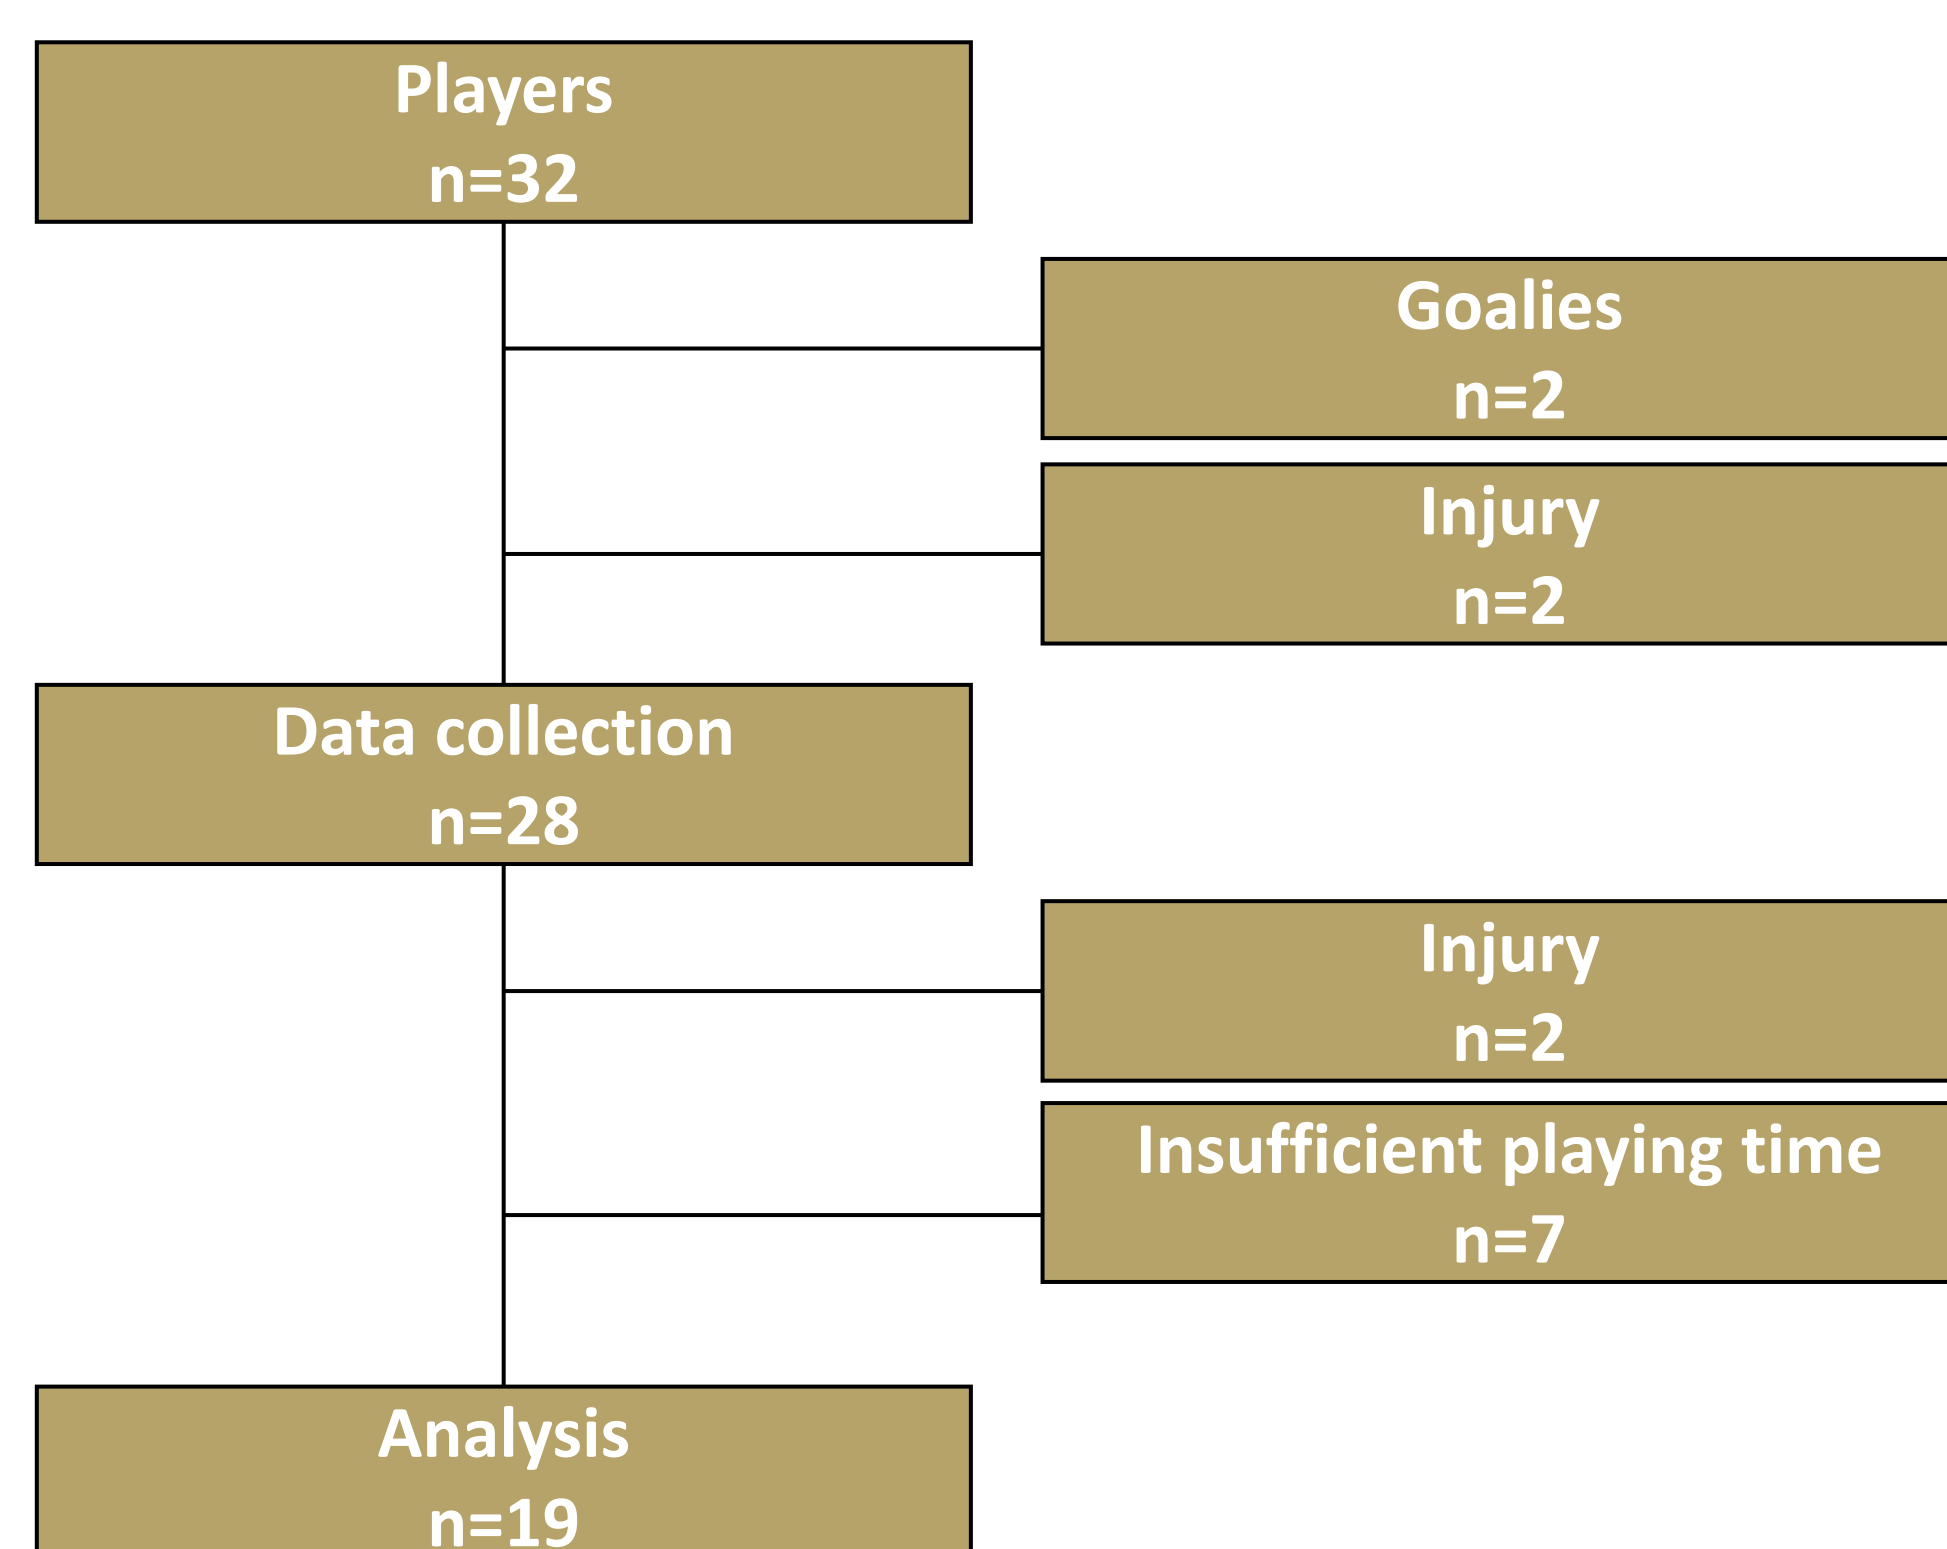 Players
n=32
Goalies
n=2
Injury
n=2
Data collection
n=28
Injury
n=2
Insufficient playing time
n=7
Analysis
n=19